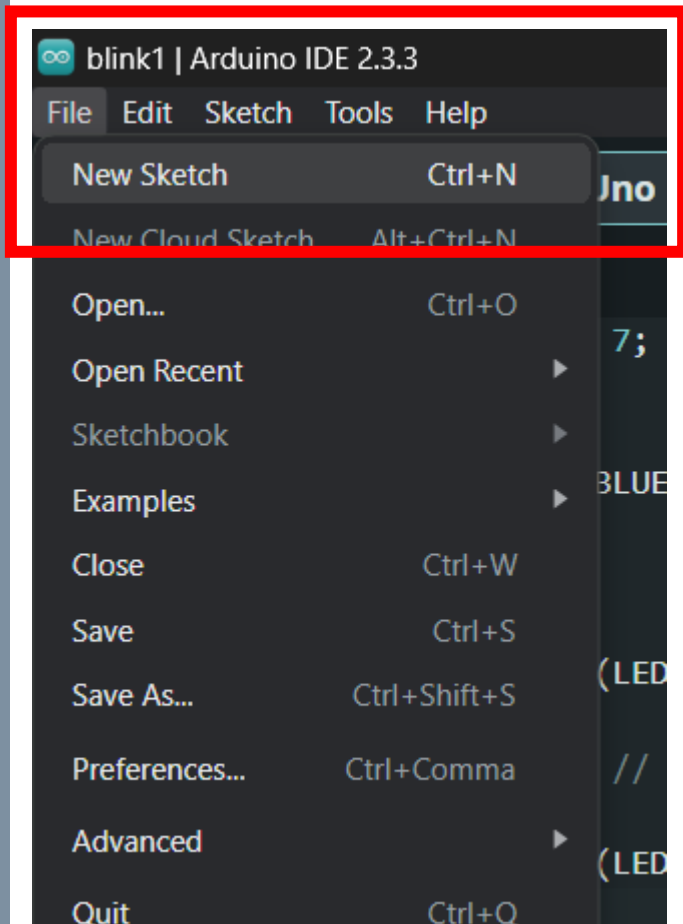 blink1 | Arduino IDE 2.3.3
File Edit Sketch Tools Help
New Sketch Ctrl+N
Uno
New Cloud Sketch Alt+Ctrl+N
Open... Ctrl+O
7;
Open Recent
Sketchbook
BLUE
Examples
Close Ctrl+W
Save Ctrl+S
(LED
Save As... Ctrl+Shift+S
Preferences... Ctrl+Comma
//
Advanced
(LED
Quit Ctrl+Q